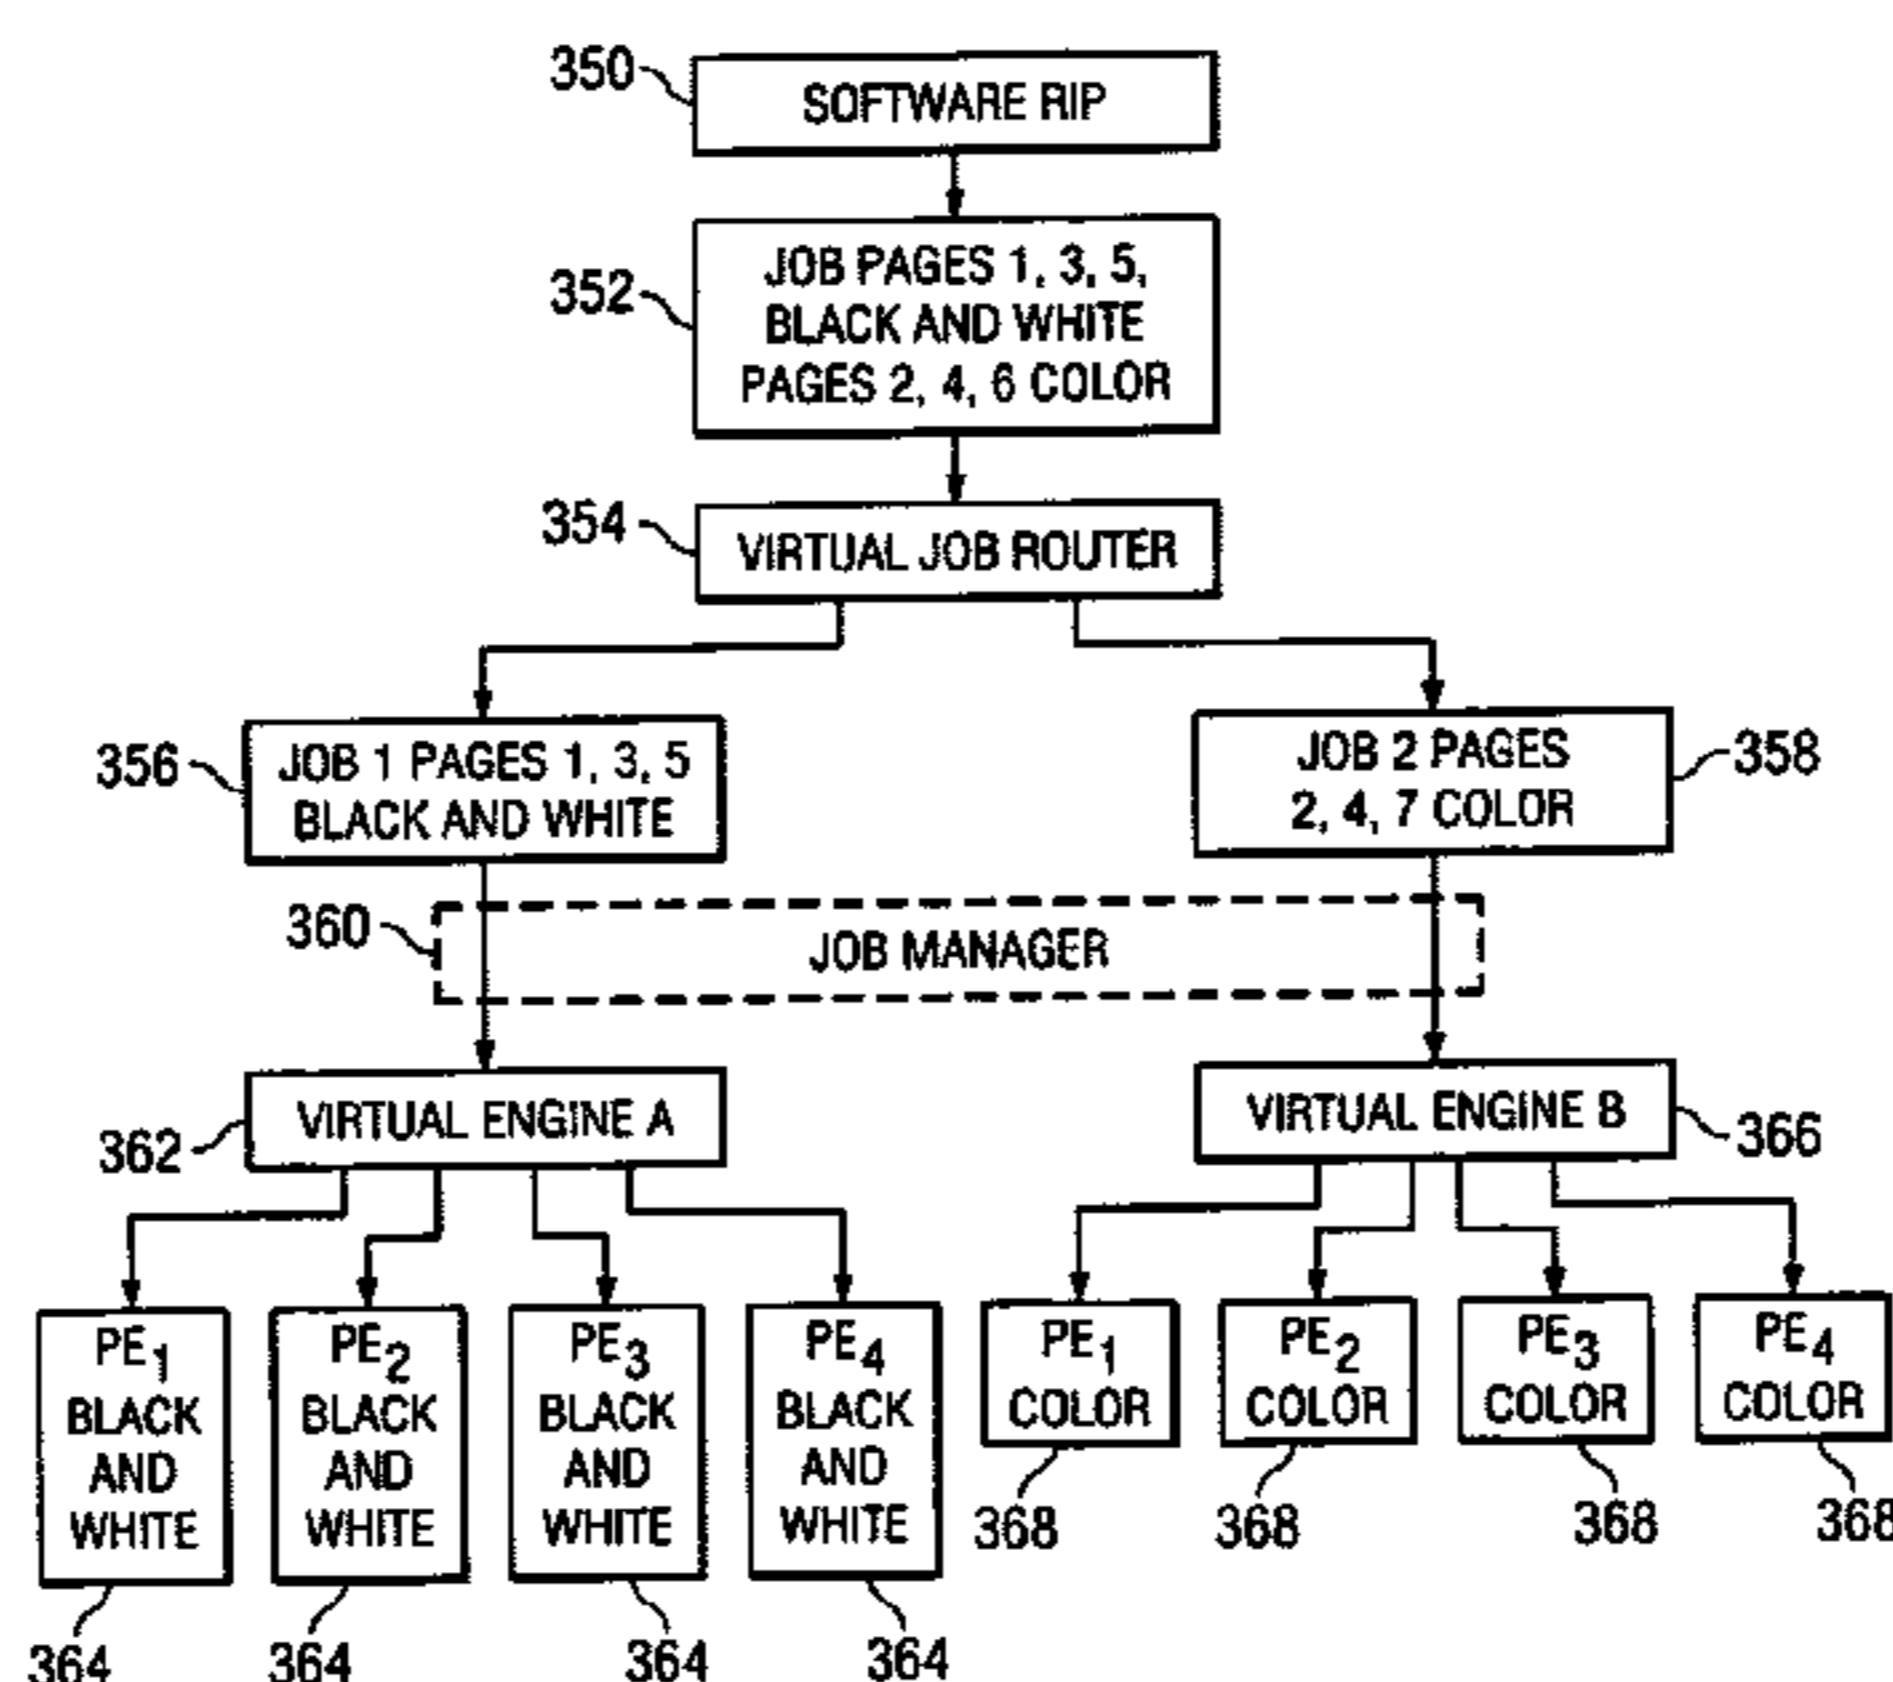 350
SOFTWARE RIP
352
JOB PAGES 1, 3, 5,
BLACK AND WHITE
PAGES 2, 4, 6 COLOR
354
VIRTUAL JOB ROUTER
356
JOB 1 PAGES 1, 3, 5
BLACK AND WHITE
JOB 2 PAGES
2, 4, 7 COLOR
358
360
JOB MANAGER
362
VIRTUAL ENGINE A
VIRTUAL ENGINE B
366
PE1
BLACK
AND
WHITE
364
PE2
BLACK
AND
WHITE
364
PE3
BLACK
AND
WHITE
364
PE4
BLACK
AND
WHITE
364
PE1
COLOR
368
PE2
COLOR
368
PE3
COLOR
368
PE4
COLOR
368